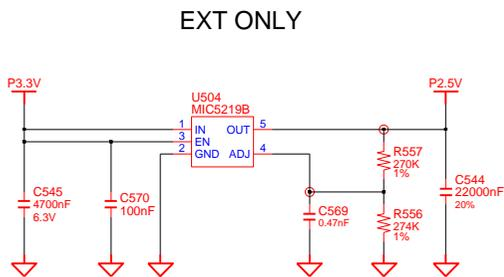 EXT ONLY
P3.3V
U504
MIC5219B
P2.5V
1 IN OUT 5
3 EN
2 GND ADJ 4
R557
270K
1%
C545
4700nF
6.3V
C570
100nF
C569
0.47nF
R556
274K
1%
C544
22000nF
20%